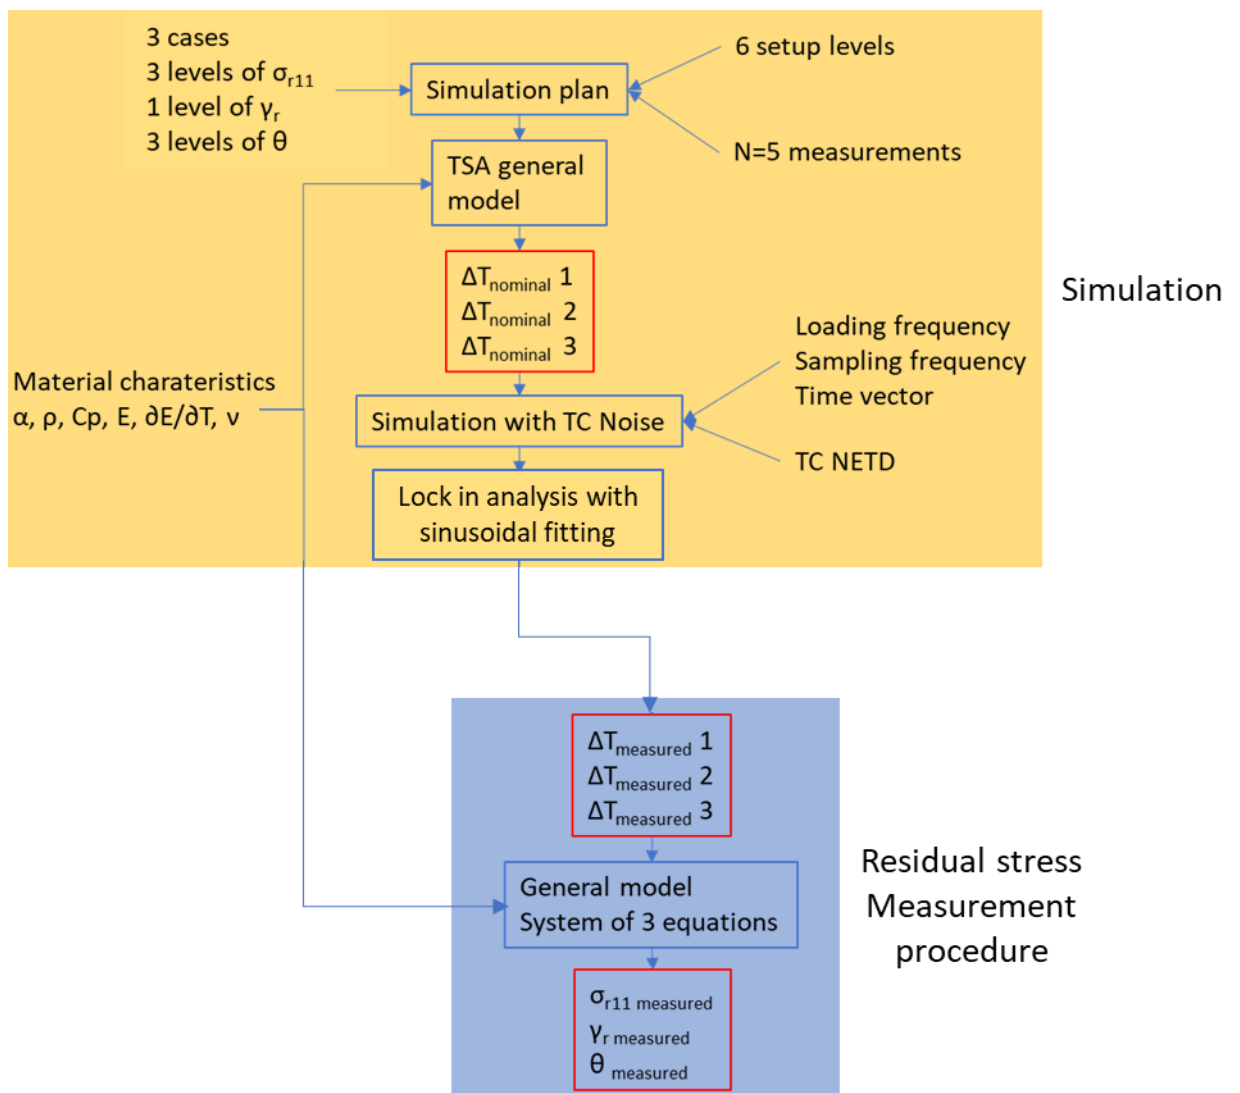 3 cases
3 levels of σr11
1 level of γr
3 levels of θ
Simulation plan
6 setup levels
N=5 measurements
TSA general
model
ΔTnominal 1
ΔTnominal 2
ΔTnominal 3
Simulation
Material charateristics
α, ρ, Cp, E, ∂E/∂T, ν
Loading frequency
Sampling frequency
Time vector
Simulation with TC Noise
TC NETD
Lock in analysis with
sinusoidal fitting
ΔTmeasured 1
ΔTmeasured 2
ΔTmeasured 3
General model
System of 3 equations
Residual stress
Measurement
procedure
σr11 measured
γr measured
θ measured